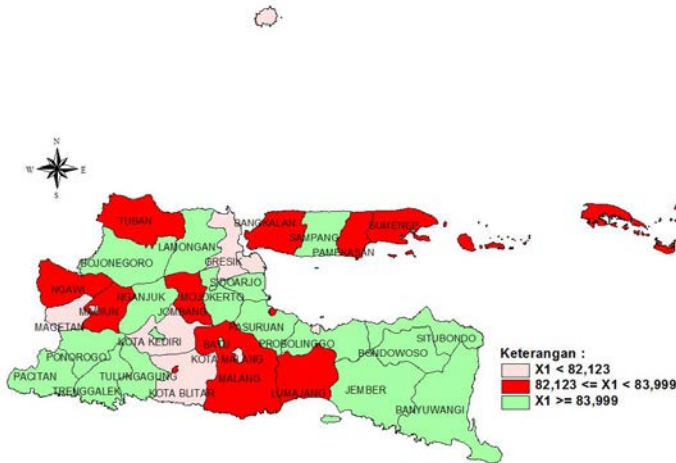 N
W E
S
TUBAN
BANGKALAN
SUMENEP
SAMPANG
PAMEKASAN
LAMONGAN
GRESIK
BOJONEGORO
SIDOARJO
NGAWI
NGANJUK
MOJOKERTO
MADIUN
JOMBANG
MAGETAN
PASURUAN
KOTA KEDIRI
BATU
PROBOLINGGO
SITUBONDO
BONDOWOSO
PONOROGO
KOTA MALANG
PACITAN
TULUNGAGUNG
MALANG
TRENGGALEK
KOTA BLITAR
LUMAJANG
JEMBER
BANYUWANGI
Keterangan :
X1 < 82,123
82,123 <= X1 < 83,999
X1 >= 83,999